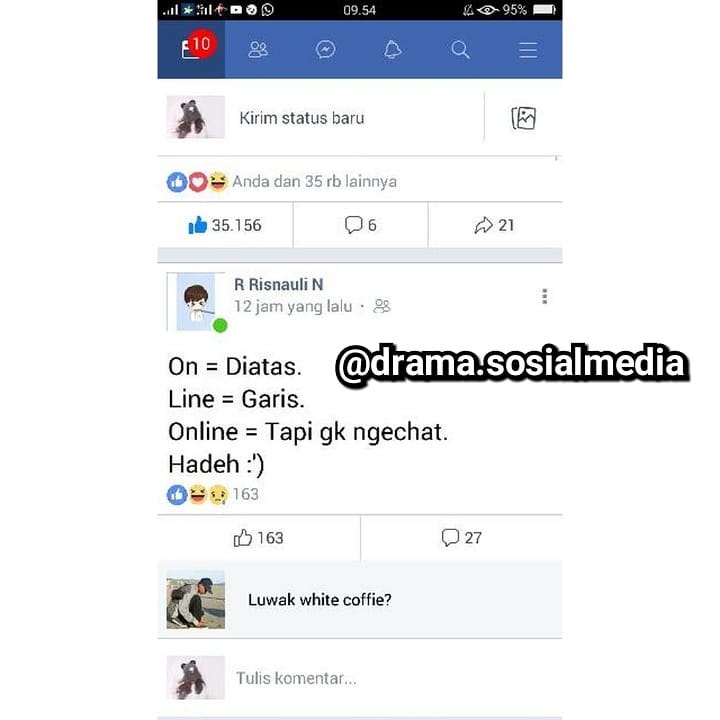 09.54
95%
10
Kirim status baru
Anda dan 35 rb lainnya
35.156
6
21
R Risnauli N
12 jam yang lalu ·
On = Diatas.
@drama.sosialmedia
Line = Garis.
Online = Tapi gk ngechat.
Hadeh :')
163
163
27
Luwak white coffie?
Tulis komentar...